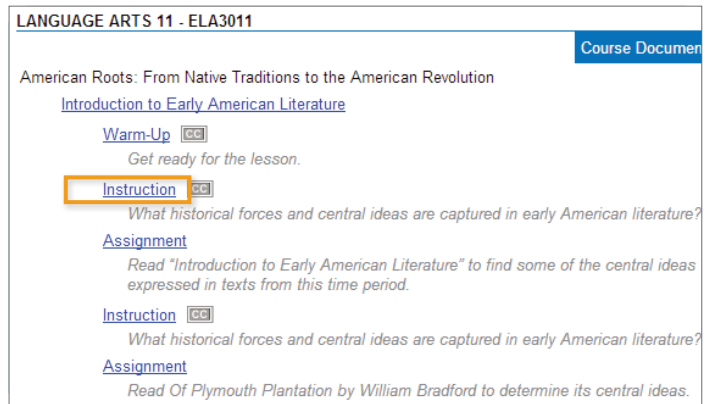 LANGUAGE ARTS 11 - ELA3011
Course Documen
American Roots: From Native Traditions to the American Revolution
Introduction to Early American Literature
Warm-Up CC
Get ready for the lesson.
Instruction CC
What historical forces and central ideas are captured in early American literature?
Assignment
Read "Introduction to Early American Literature" to find some of the central ideas
expressed in texts from this time period.
Instruction CC
What historical forces and central ideas are captured in early American literature?
Assignment
Read Of Plymouth Plantation by William Bradford to determine its central ideas.